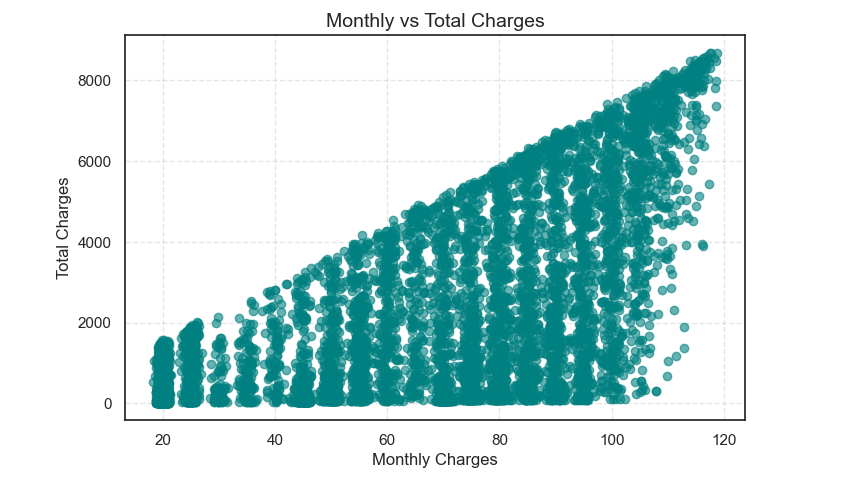 Monthly vs Total Charges
Total Charges
8000
6000
4000
2000
0
20 40 60 80 100 120
Monthly Charges